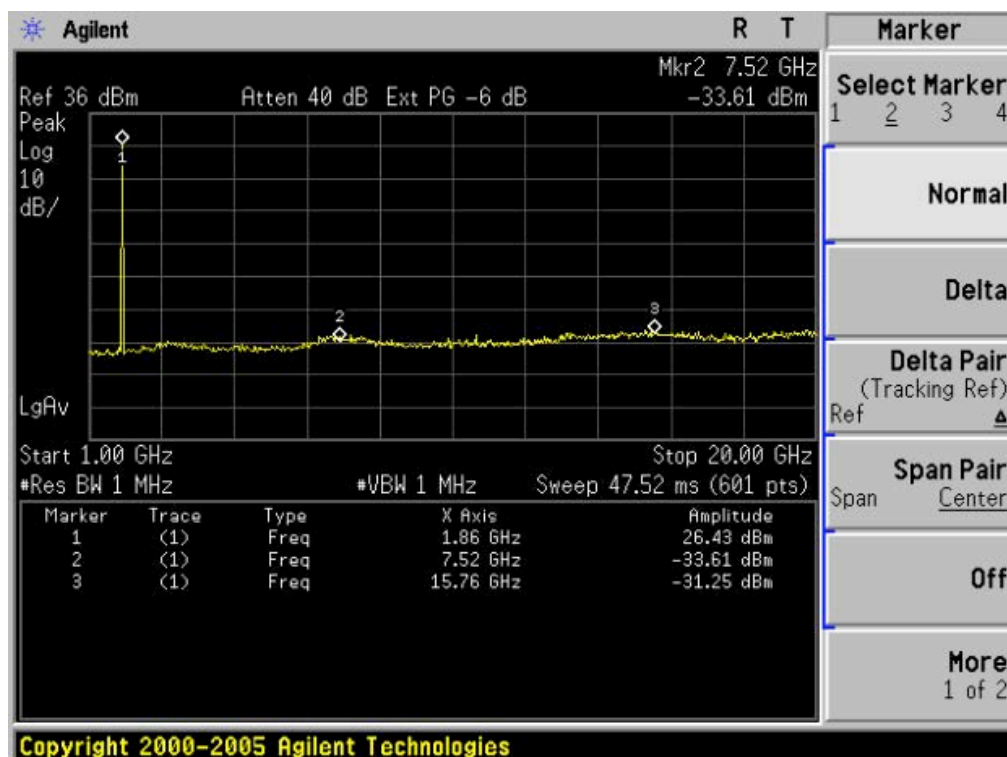 Agilent R T
Mkr2 7.52 GHz
Ref 36 dBm Atten 40 dB Ext PG -6 dB -33.61 dBm
Peak
Log
10
dB/
1
2
3
LgAv
Start 1.00 GHz Stop 20.00 GHz
#Res BW 1 MHz #VBW 1 MHz Sweep 47.52 ms (601 pts)
Marker Trace Type X Axis Amplitude
1 (1) Freq 1.86 GHz 26.43 dBm
2 (1) Freq 7.52 GHz -33.61 dBm
3 (1) Freq 15.76 GHz -31.25 dBm
Marker
Select Marker
1 2 3 4
Normal
Delta
Delta Pair
(Tracking Ref)
Ref Δ
Span Pair
Span Center
Off
More
1 of 2
Copyright 2000-2005 Agilent Technologies